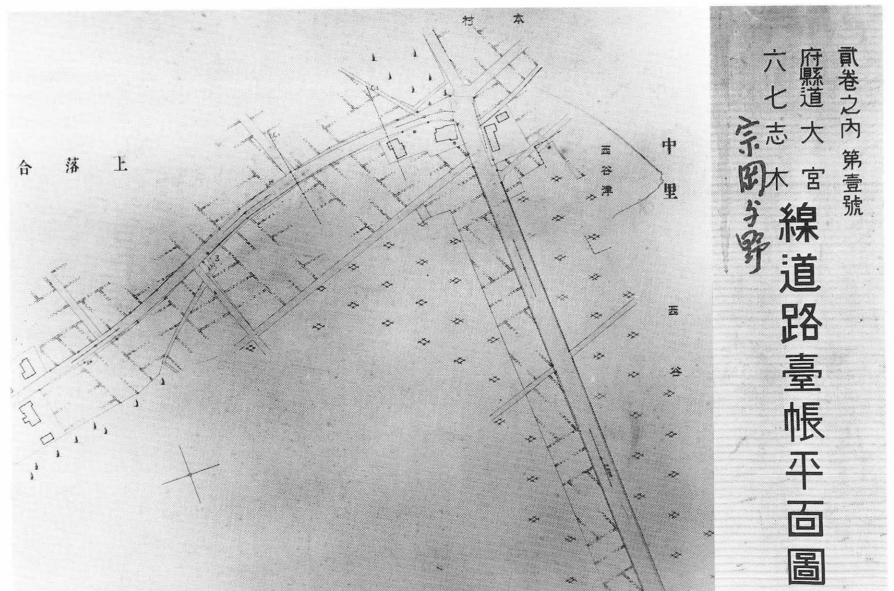 貳卷之内 第壹號
府縣道 大宮
六七 志木
線道路臺帳平面圖
宗岡与野
本村
中里
西谷津
西谷
上落合